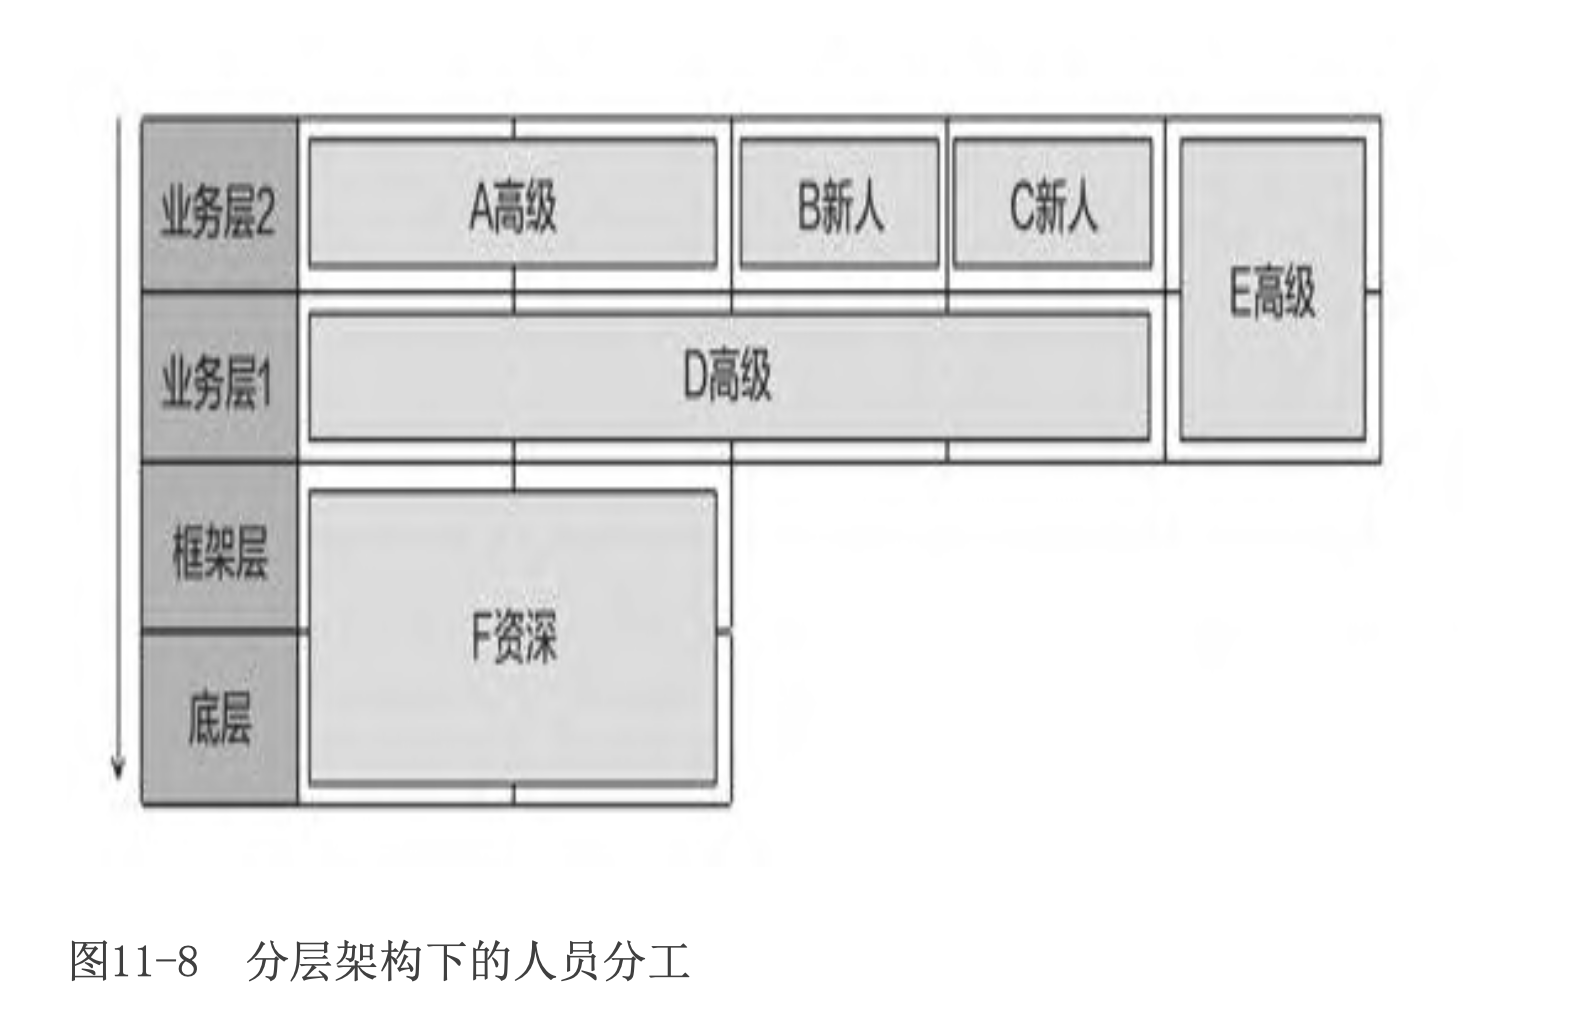 业务层2
A高级
B新人
C新人
E高级
业务层1
D高级
框架层
F资深
底层
图11-8 分层架构下的人员分工